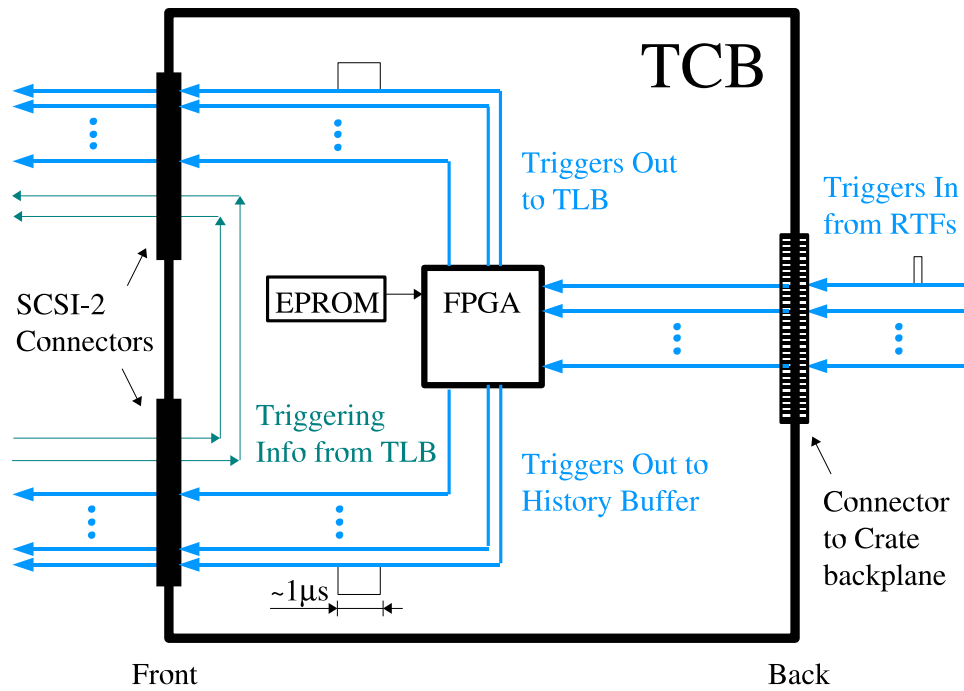 TCB
Triggers Out
to TLB
Triggers In
from RTFs
SCSI-2
Connectors
EPROM
FPGA
Triggering
Info from TLB
Triggers Out to
History Buffer
Connector
to Crate
backplane
~1μs
Front
Back